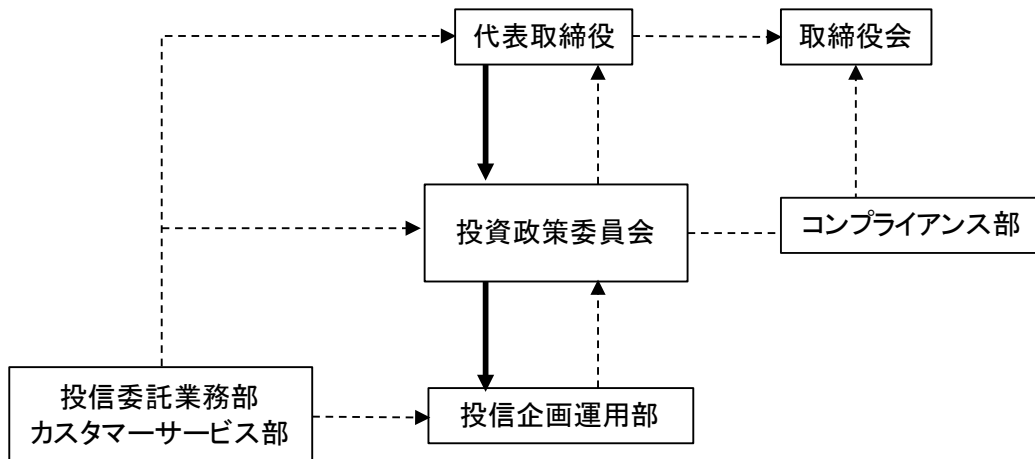 代表取締役
取締役会
投資政策委員会
コンプライアンス部
投信委託業務部
カスタマーサービス部
投信企画運用部